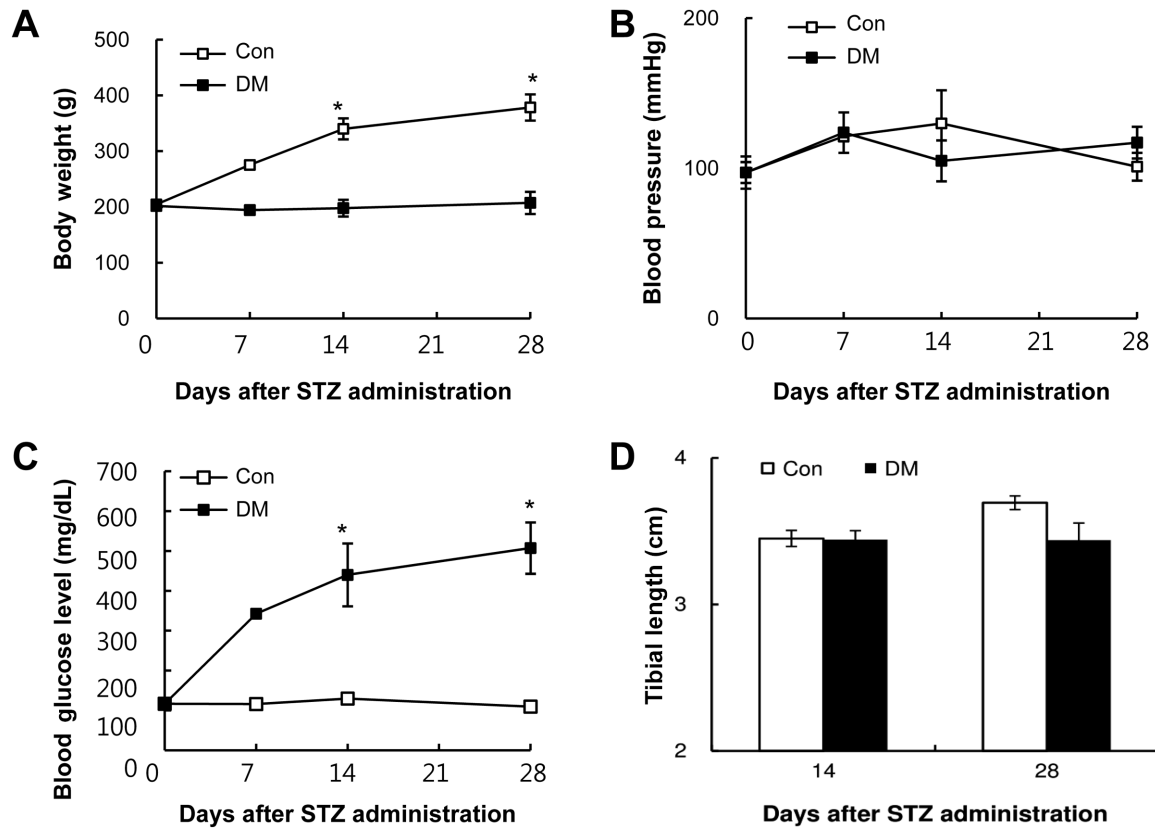 A
Body weight (g)
500
400
300
200
100
0
Con
DM
*
*
0 7 14 21 28
Days after STZ administration
B
Blood pressure (mmHg)
200
100
0
Con
DM
0 7 14 21 28
Days after STZ administration
C
Blood glucose level (mg/dL)
700
600
500
400
300
200
100
0
Con
DM
*
*
0 7 14 21 28
Days after STZ administration
D
Tibial length (cm)
4
3
2
Con DM
14 28
Days after STZ administration